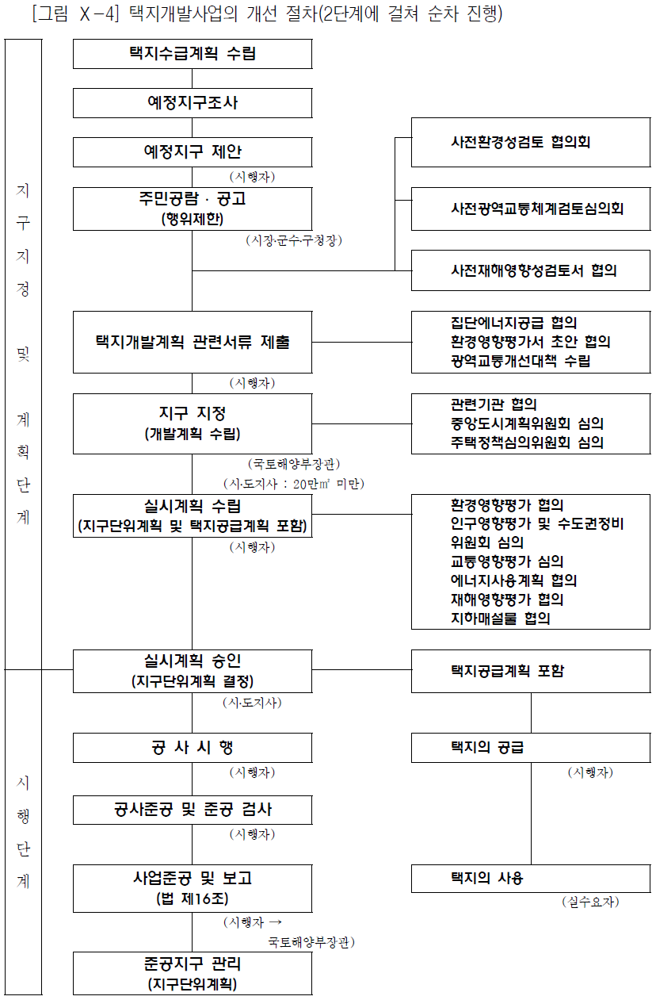 [그림 Ⅹ-4] 택지개발사업의 개선 절차(2단계에 걸쳐 순차 진행)
지구지정 및 계획단계
택지수급계획 수립
예정지구조사
예정지구 제안
(시행자)
주민공람 · 공고
(행위제한)
(시장·군수·구청장)
사전환경성검토 협의회
사전광역교통체계검토심의회
사전재해영향성검토서 협의
택지개발계획 관련서류 제출
(시행자)
집단에너지공급 협의
환경영향평가서 초안 협의
광역교통개선대책 수립
지구 지정
(개발계획 수립)
(국토해양부장관)
(시·도지사 : 20만㎡ 미만)
관련기관 협의
중앙도시계획위원회 심의
주택정책심의위원회 심의
실시계획 수립
(지구단위계획 및 택지공급계획 포함)
(시행자)
환경영향평가 협의
인구영향평가 및 수도권정비
위원회 심의
교통영향평가 심의
에너지사용계획 협의
재해영향평가 협의
지하매설물 협의
시행단계
실시계획 승인
(지구단위계획 결정)
(시·도지사)
택지공급계획 포함
공 사 시 행
(시행자)
택지의 공급
(시행자)
공사준공 및 준공 검사
(시행자)
사업준공 및 보고
(법 제16조)
(시행자 →
국토해양부장관)
택지의 사용
(실수요자)
준공지구 관리
(지구단위계획)